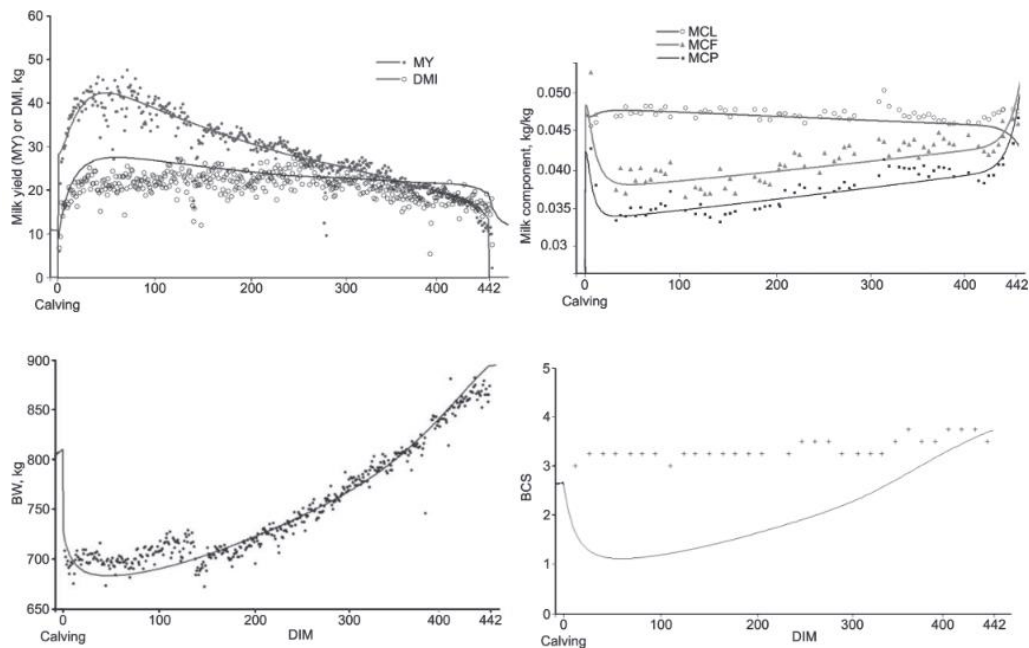 60
50
40
30
20
10
0
Milk yield (MY) or DMI, kg
MY
DMI
0 100 200 300 400 442
Calving
MCL
MCF
MCP
0.050
0.045
0.040
0.035
0.03
Milk component, kg/kg
0 100 200 300 400 442
Calving
900
850
800
750
700
650
BW, kg
0 100 200 300 400 442
Calving DIM
5
4
3
2
1
0
BCS
0 100 200 300 400 442
Calving DIM